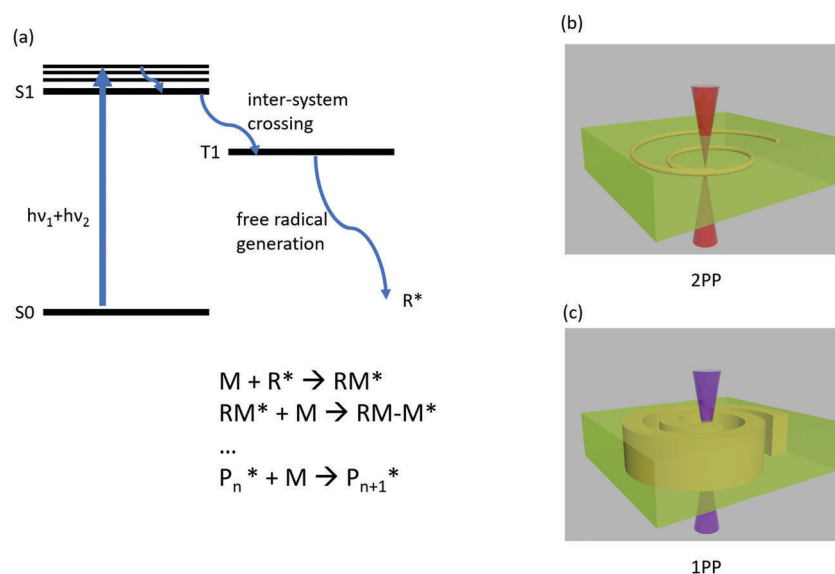 (a)
S1
inter-system
crossing
T1
hν₁+hν₂
free radical
generation
R*
S0
M + R* → RM*
RM* + M → RM-M*
...
Pₙ* + M → Pₙ₊₁*
(b)
2PP
(c)
1PP